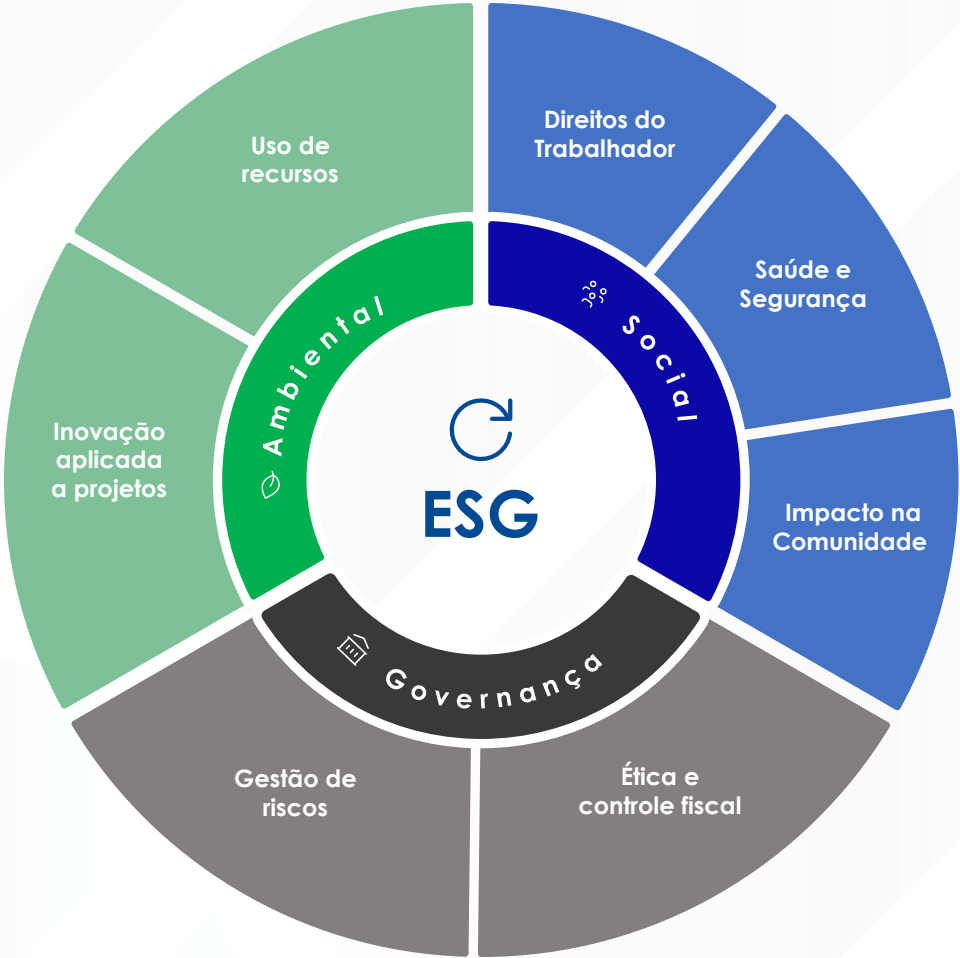 Uso de
recursos
Direitos do
Trabalhador
Saúde e
Segurança
Ambiental
Social
ESG
Inovação
aplicada
a projetos
Impacto na
Comunidade
Governança
Gestão de
riscos
Ética e
controle fiscal